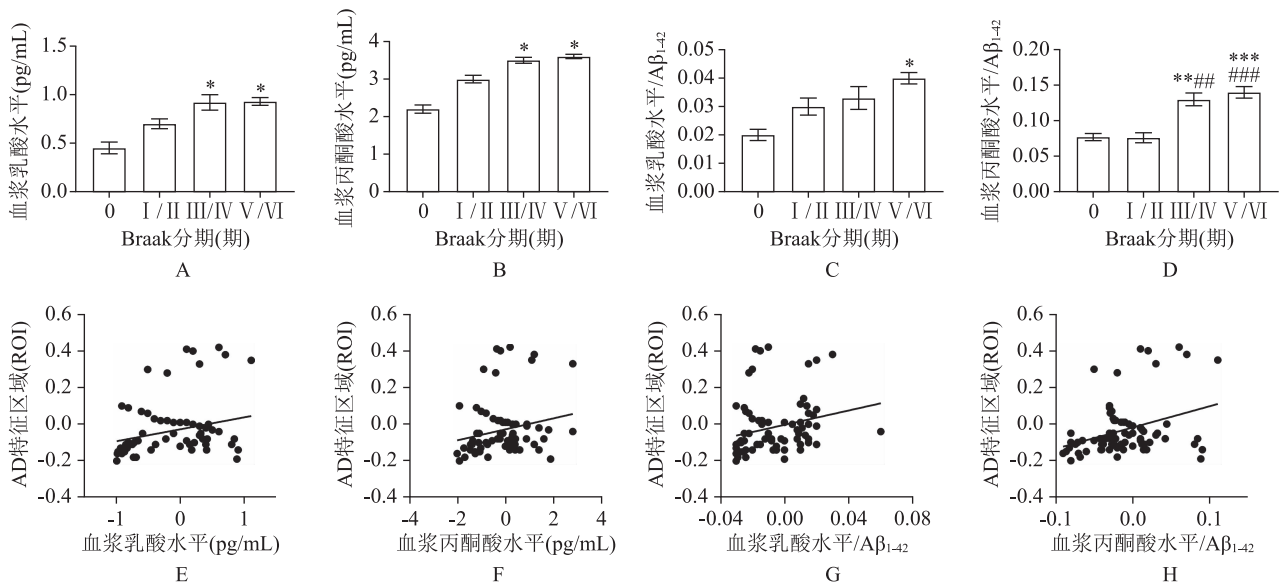 血浆乳酸水平(pg/mL)
1.5
1.0
0.5
0.0
* *
0 Ⅰ/Ⅱ Ⅲ/Ⅳ Ⅴ/Ⅵ
Braak分期(期)
A
血浆丙酮酸水平(pg/mL)
4
3
2
1
0
* *
0 Ⅰ/Ⅱ Ⅲ/Ⅳ Ⅴ/Ⅵ
Braak分期(期)
B
血浆乳酸水平/Aβ₁₋₄₂
0.05
0.04
0.03
0.02
0.01
0.00
*
0 Ⅰ/Ⅱ Ⅲ/Ⅳ Ⅴ/Ⅵ
Braak分期(期)
C
血浆丙酮酸水平/Aβ₁₋₄₂
0.20
0.15
0.10
0.05
0.00
**##
***
###
0 Ⅰ/Ⅱ Ⅲ/Ⅳ Ⅴ/Ⅵ
Braak分期(期)
D
AD特征区域(ROI)
0.6
0.4
0.2
0.0
-0.2
-0.4
-1 0 1
血浆乳酸水平(pg/mL)
E
AD特征区域(ROI)
0.6
0.4
0.2
0.0
-0.2
-0.4
-4 -2 0 2 4
血浆丙酮酸水平(pg/mL)
F
AD特征区域(ROI)
0.6
0.4
0.2
0.0
-0.2
-0.4
-0.04 0.00 0.04 0.08
血浆乳酸水平/Aβ₁₋₄₂
G
AD特征区域(ROI)
0.6
0.4
0.2
0.0
-0.2
-0.4
-0.1 0.0 0.1
血浆丙酮酸水平/Aβ₁₋₄₂
H